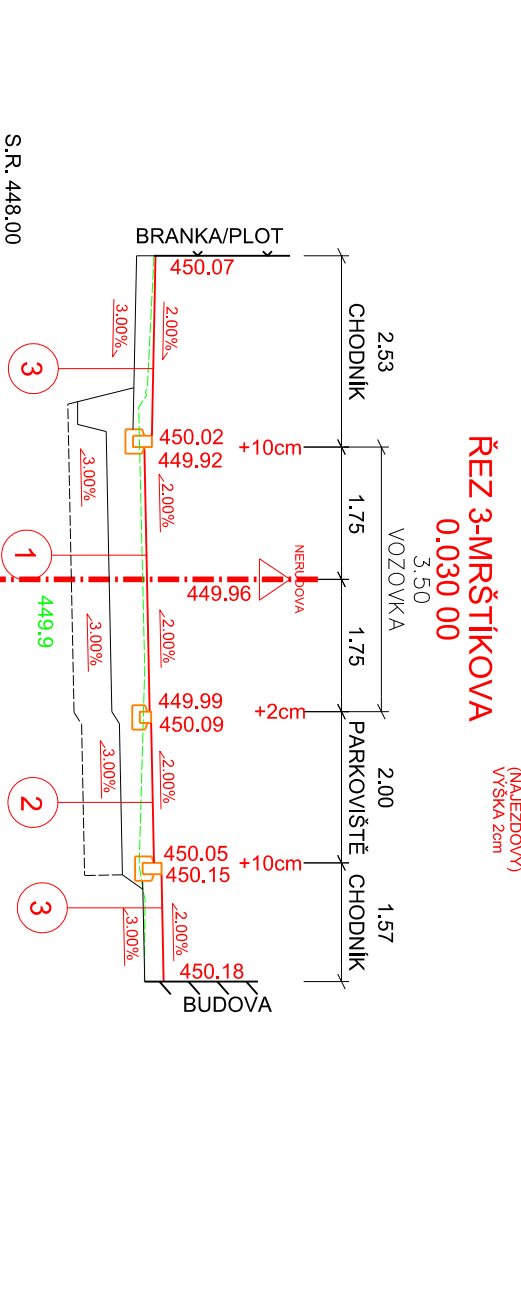 (NAJEZDOVÝ)
VÝŠKA 2cm
ŘEZ 3-MRŠTÍKOVA
0.030 00
3.50
VOZOVKA
2.53
CHODNÍK
1.75
1.75
2.00
PARKOVIŠTĚ
1.57
CHODNÍK
+10cm
+2cm
+10cm
NERUDOVA
BRANKA/PLOT
450.07
450.02
449.92
449.96
449.99
450.09
450.05
450.15
450.18
BUDOVA
2.00%
2.00%
2.00%
2.00%
2.00%
3.00%
3.00%
3.00%
3.00%
3.00%
3
1
449.9
2
3
S.R. 448.00